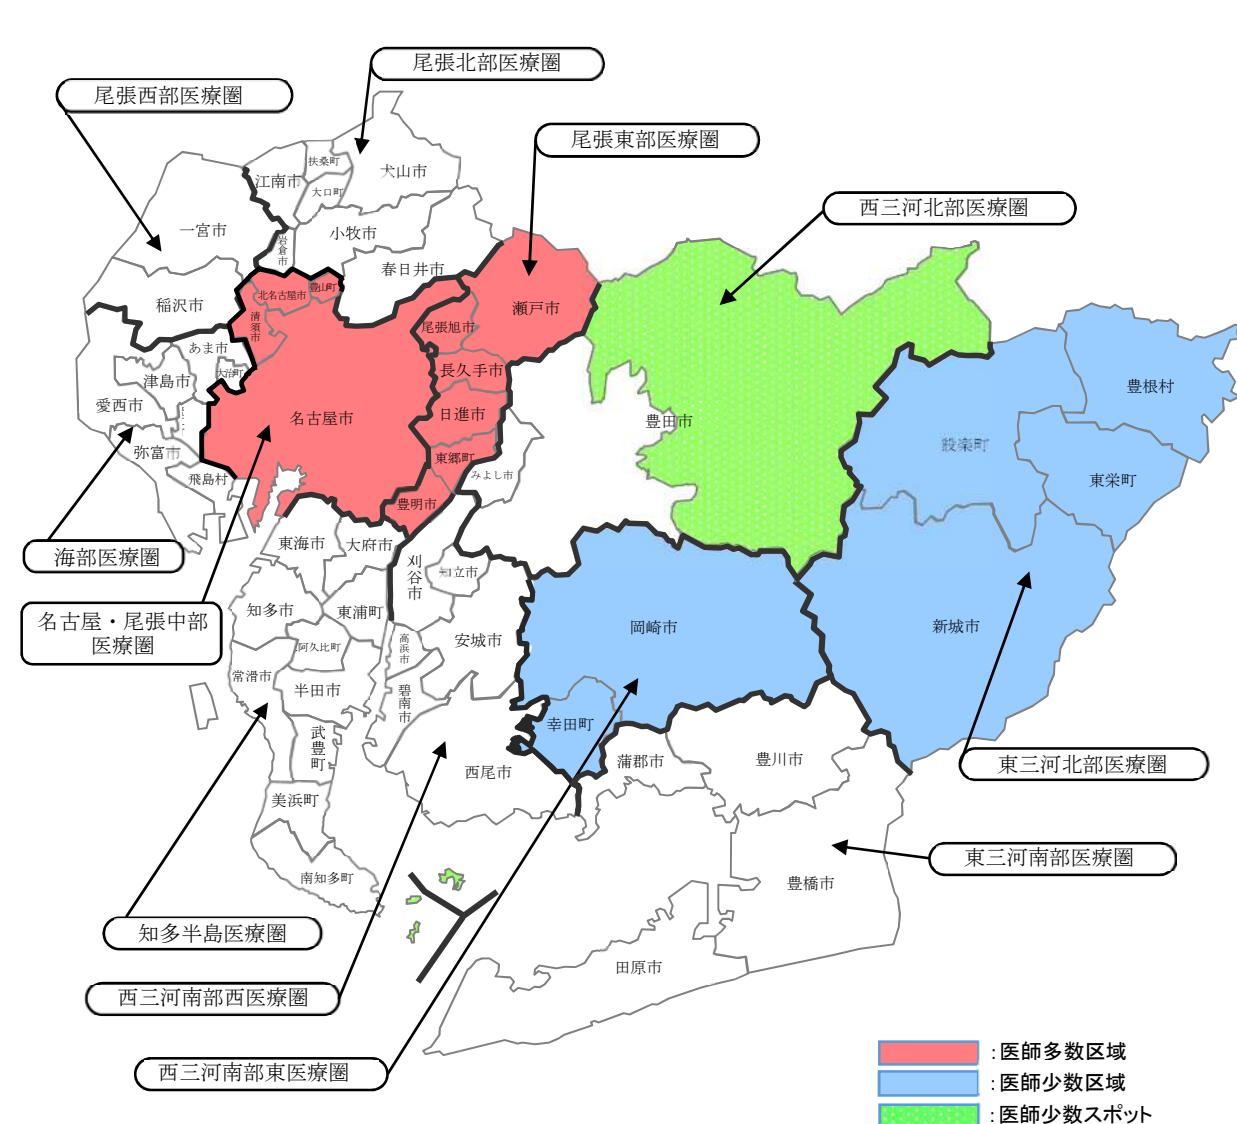 尾張北部医療圏
尾張西部医療圏
尾張東部医療圏
西三河北部医療圏
扶桑町
犬山市
江南市
大口町
一宮市
小牧市
岩倉市
春日井市
稲沢市
北名古屋市
豊山町
清須市
瀬戸市
尾張旭市
あま市
大治町
津島市
長久手市
愛西市
名古屋市
日進市
豊田市
弥富市
東郷町
みよし市
飛島村
豊明市
設楽町
豊根村
東栄町
海部医療圏
東海市
大府市
刈谷市
知立市
名古屋・尾張中部
医療圏
知多市
東浦町
岡崎市
新城市
阿久比町
高浜市
安城市
常滑市
半田市
碧南市
武豊町
幸田町
西尾市
蒲郡市
豊川市
東三河北部医療圏
美浜町
東三河南部医療圏
南知多町
豊橋市
知多半島医療圏
田原市
西三河南部西医療圏
西三河南部東医療圏
:医師多数区域
:医師少数区域
:医師少数スポット